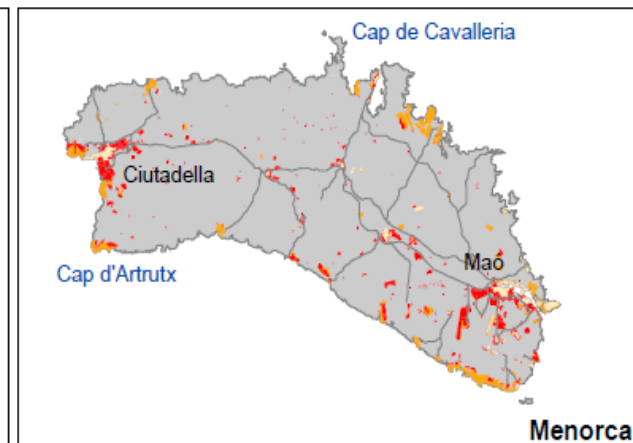 Cap de Cavalleria
Ciutadella
Maó
Cap d'Artrutx
Menorca